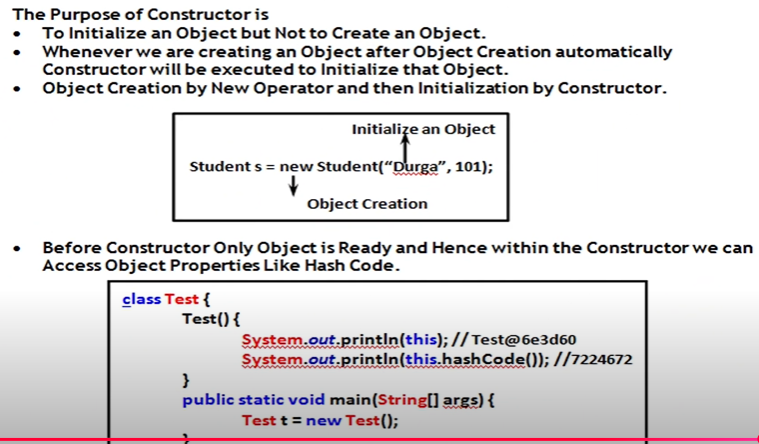 The Purpose of Constructor is
• To Initialize an Object but Not to Create an Object.
• Whenever we are creating an Object after Object Creation automatically
Constructor will be executed to Initialize that Object.
• Object Creation by New Operator and then Initialization by Constructor.
Initialize an Object
Student s = new Student(“Durga”, 101);
Object Creation
• Before Constructor Only Object is Ready and Hence within the Constructor we can
Access Object Properties Like Hash Code.
class Test {
Test() {
System.out.println(this); // Test@6e3d60
System.out.println(this.hashCode()); //7224672
}
public static void main(String[] args) {
Test t = new Test();
}